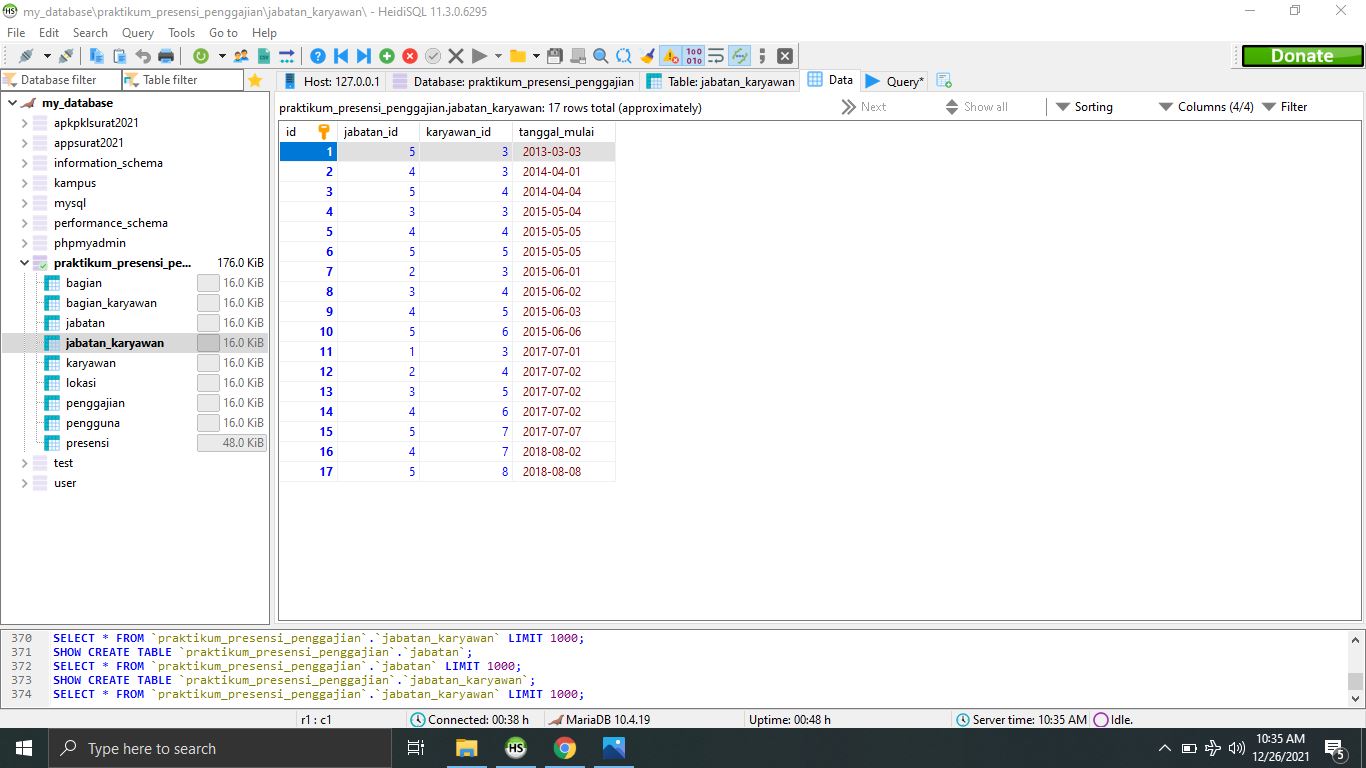 my_database\praktikum_presensi_penggajian\jabatan_karyawan\ - HeidiSQL 11.3.0.6295
File Edit Search Query Tools Go to Help
Donate
Database filter Table filter Host: 127.0.0.1 Database: praktikum_presensi_penggajian Table: jabatan_karyawan Data Query*
my_database
apkpklsurat2021
appsurat2021
information_schema
kampus
mysql
performance_schema
phpmyadmin
praktikum_presensi_pe... 176.0 KiB
bagian 16.0 KiB
bagian_karyawan 16.0 KiB
jabatan 16.0 KiB
jabatan_karyawan 16.0 KiB
karyawan 16.0 KiB
lokasi 16.0 KiB
penggajian 16.0 KiB
pengguna 16.0 KiB
presensi 48.0 KiB
test
user
praktikum_presensi_penggajian.jabatan_karyawan: 17 rows total (approximately) Next Show all Sorting Columns (4/4) Filter
id jabatan_id karyawan_id tanggal_mulai
1 5 3 2013-03-03
2 4 3 2014-04-01
3 5 4 2014-04-04
4 3 3 2015-05-04
5 4 4 2015-05-05
6 5 5 2015-05-05
7 2 3 2015-06-01
8 3 4 2015-06-02
9 4 5 2015-06-03
10 5 6 2015-06-06
11 1 3 2017-07-01
12 2 4 2017-07-02
13 3 5 2017-07-02
14 4 6 2017-07-02
15 5 7 2017-07-07
16 4 7 2018-08-02
17 5 8 2018-08-08
370 SELECT * FROM `praktikum_presensi_penggajian`.`jabatan_karyawan` LIMIT 1000;
371 SHOW CREATE TABLE `praktikum_presensi_penggajian`.`jabatan`;
372 SELECT * FROM `praktikum_presensi_penggajian`.`jabatan` LIMIT 1000;
373 SHOW CREATE TABLE `praktikum_presensi_penggajian`.`jabatan_karyawan`;
374 SELECT * FROM `praktikum_presensi_penggajian`.`jabatan_karyawan` LIMIT 1000;
r1 : c1 Connected: 00:38 h MariaDB 10.4.19 Uptime: 00:48 h Server time: 10:35 AM Idle.
Type here to search
HS
10:35 AM
12/26/2021
5